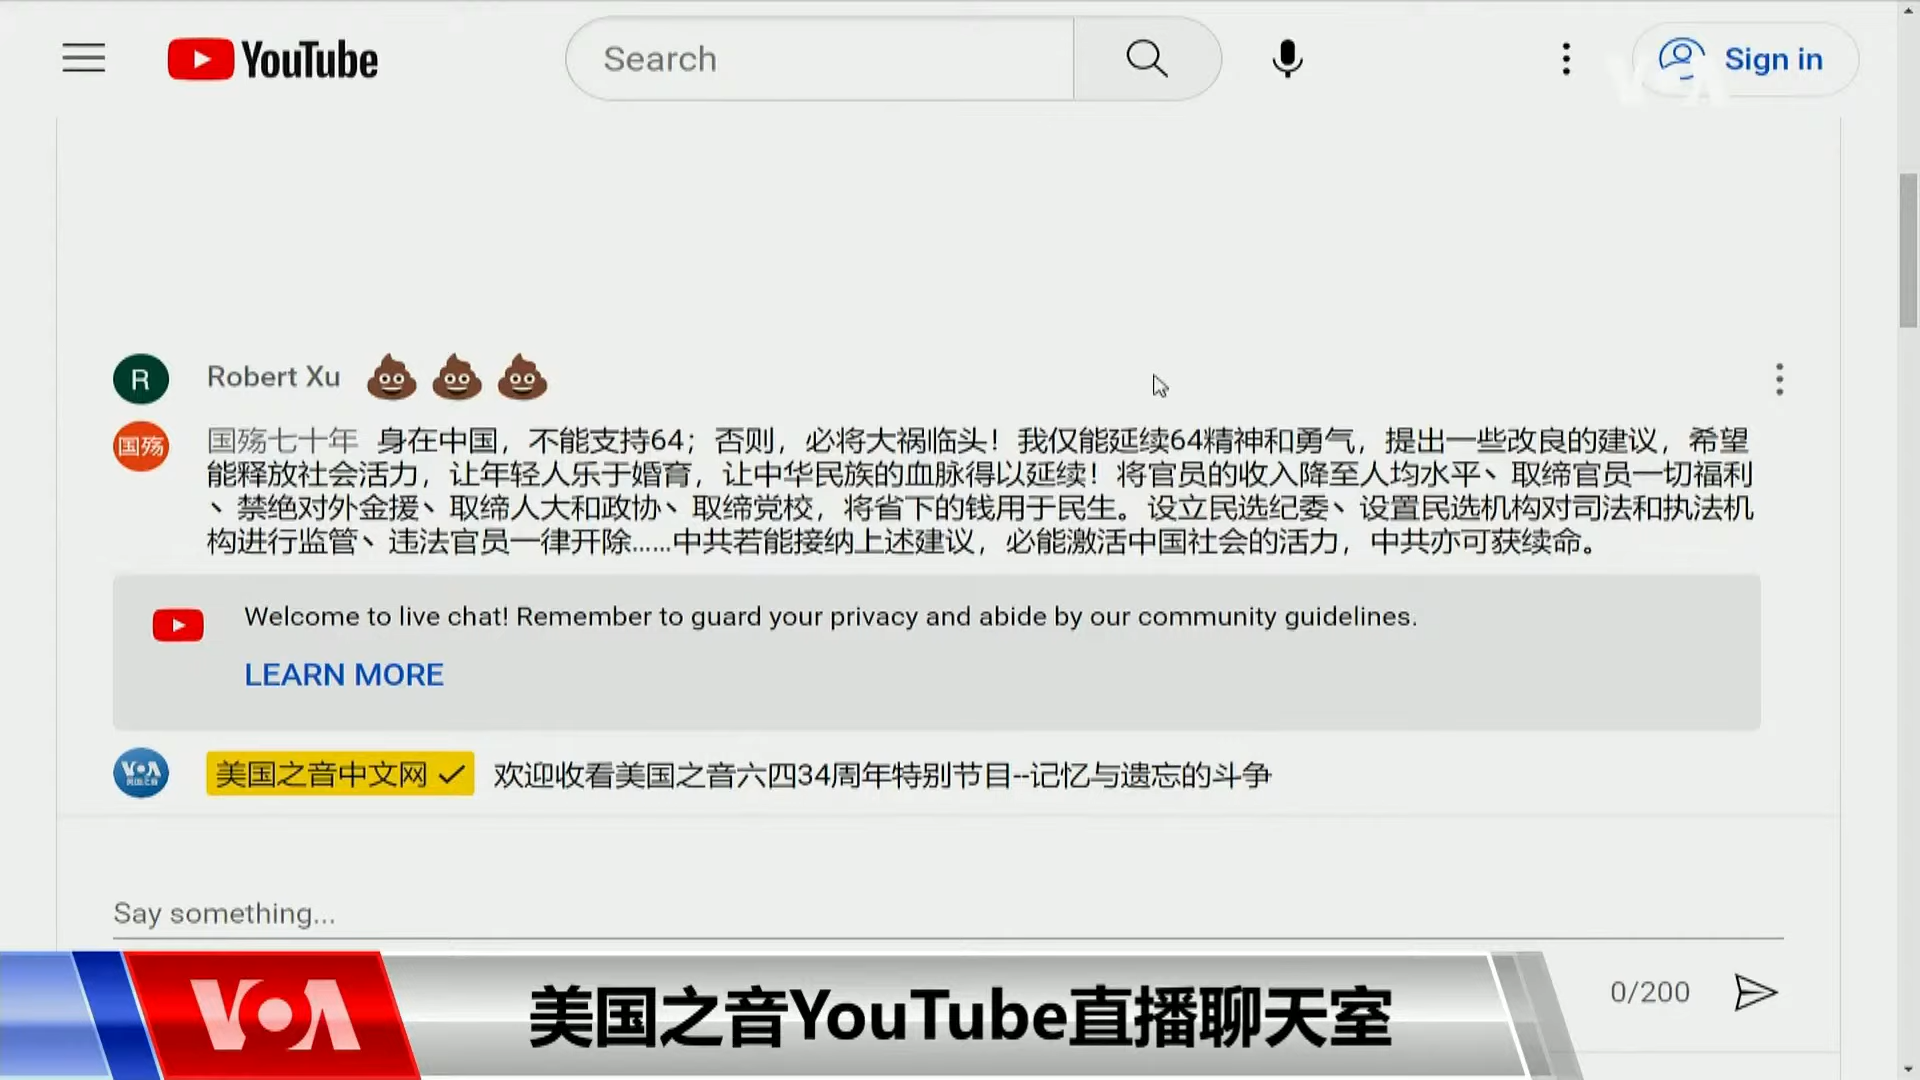 YouTube
Search
Sign in
VOA
R
Robert Xu 💩 💩 💩
国殇
国殇七十年 身在中国，不能支持64；否则，必将大祸临头！我仅能延续64精神和勇气，提出一些改良的建议，希望
能释放社会活力，让年轻人乐于婚育，让中华民族的血脉得以延续！将官员的收入降至人均水平、取缔官员一切福利
、禁绝对外金援、取缔人大和政协、取缔党校，将省下的钱用于民生。设立民选纪委、设置民选机构对司法和执法机
构进行监管、违法官员一律开除......中共若能接纳上述建议，必能激活中国社会的活力，中共亦可获续命。
Welcome to live chat! Remember to guard your privacy and abide by our community guidelines.
LEARN MORE
VOA
美国之音
美国之音中文网 ✓ 欢迎收看美国之音六四34周年特别节目--记忆与遗忘的斗争
Say something...
0/200
VOA
美国之音YouTube直播聊天室